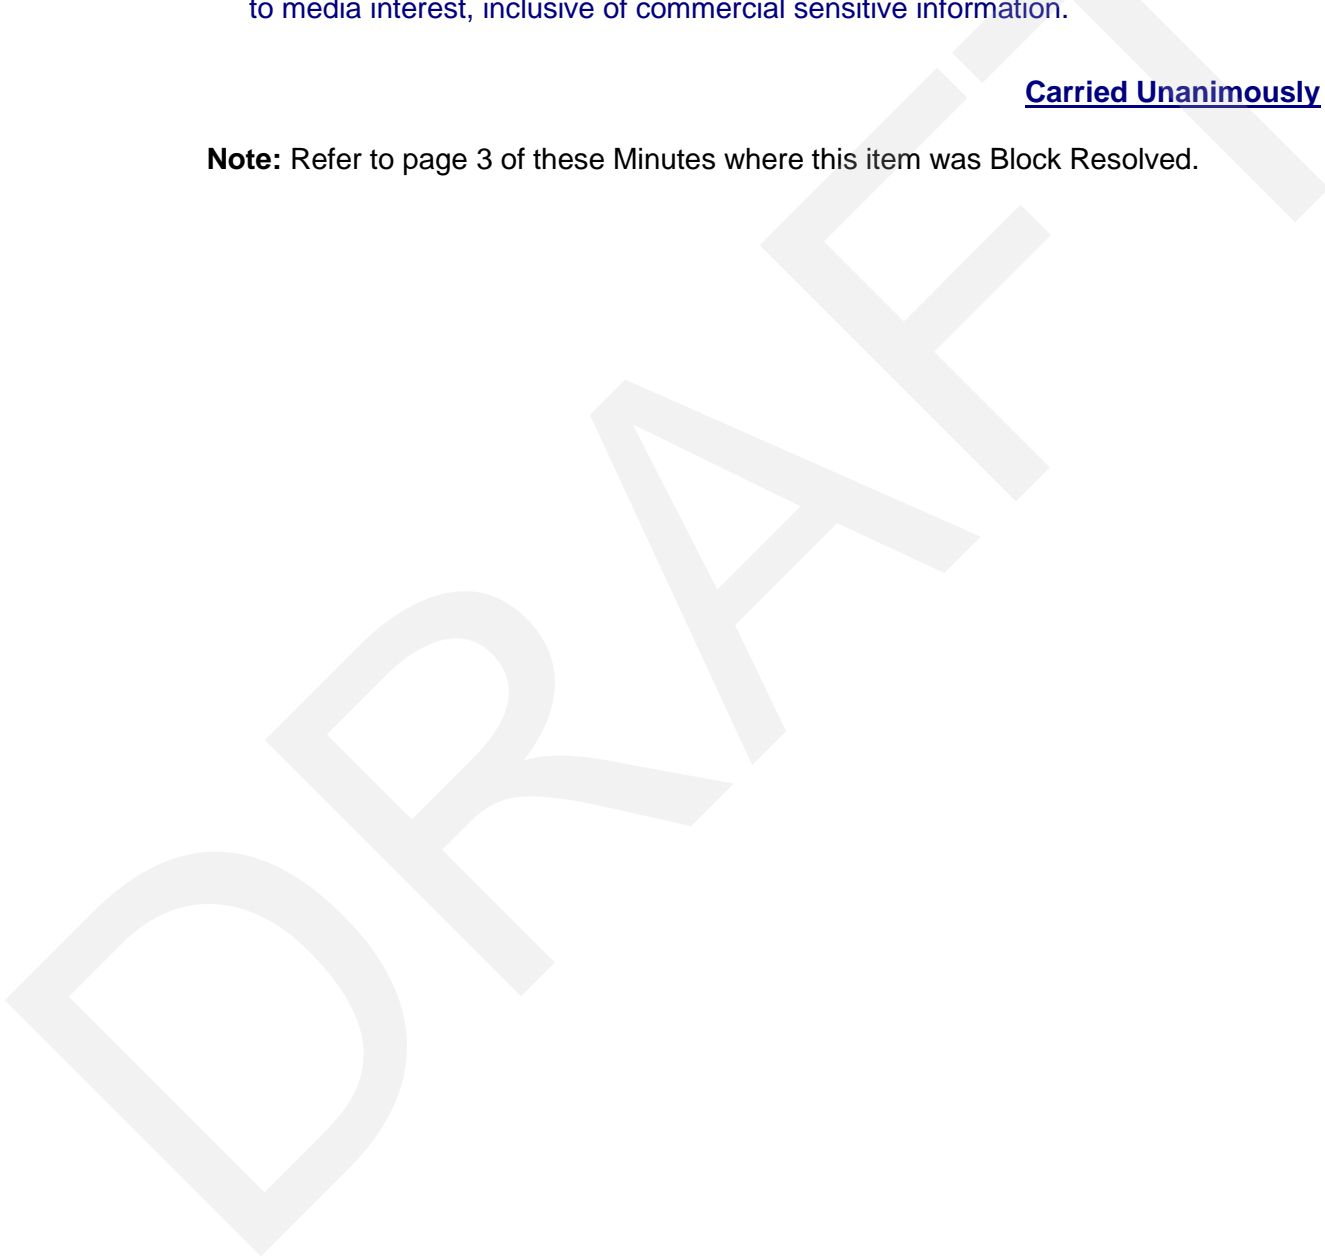 to media interest, inclusive of commercial sensitive information.
Carried Unanimously
Note: Refer to page 3 of these Minutes where this item was Block Resolved.
DRAFT